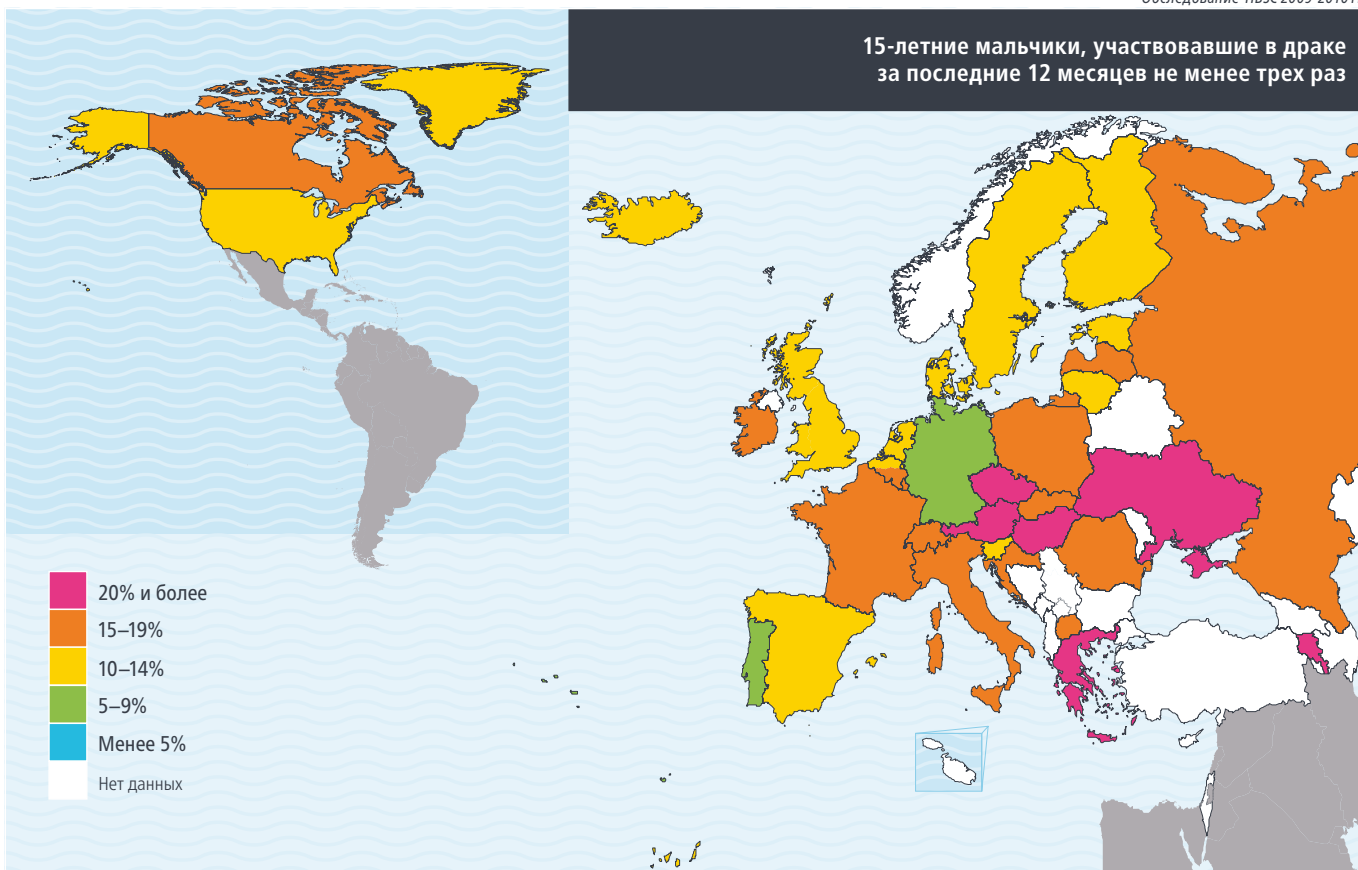 15-летние мальчики, участвовавшие в драке
за последние 12 месяцев не менее трех раз
20% и более
15–19%
10–14%
5–9%
Менее 5%
Нет данных